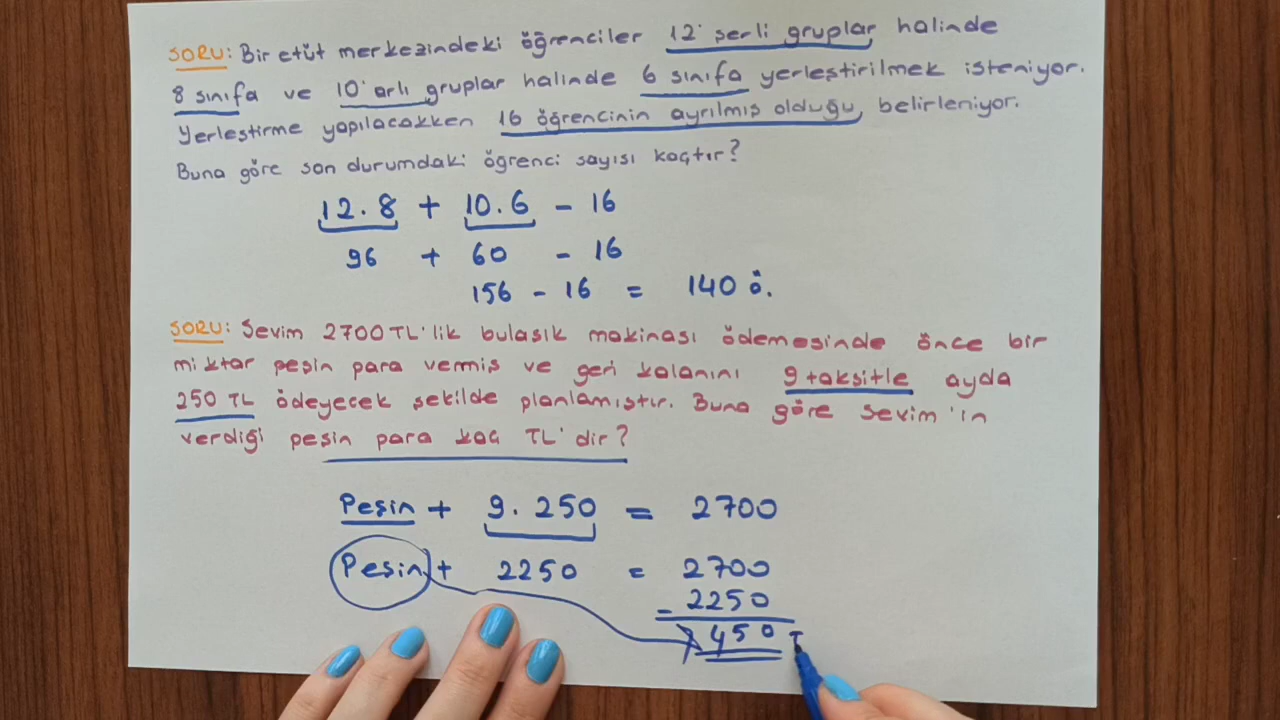 SORU: Bir etüt merkezindeki öğrenciler 12'şerli gruplar halinde
8 sınıfa ve 10'arlı gruplar halinde 6 sınıfa yerleştirilmek isteniyor.
Yerleştirme yapılacakken 16 öğrencinin ayrılmış olduğu belirleniyor.
Buna göre son durumdaki öğrenci sayısı kaçtır?
12.8 + 10.6 - 16
96 + 60 - 16
156 - 16 = 140 ö.
SORU: Sevim 2700 TL'lik bulaşık makinası ödemesinde önce bir
miktar peşin para vermiş ve geri kalanını 9 taksitle ayda
250 TL ödeyecek şekilde planlamıştır. Buna göre Sevim'in
verdiği peşin para kaç TL'dir?
Peşin + 9.250 = 2700
Peşin + 2250 = 2700
- 2250
450